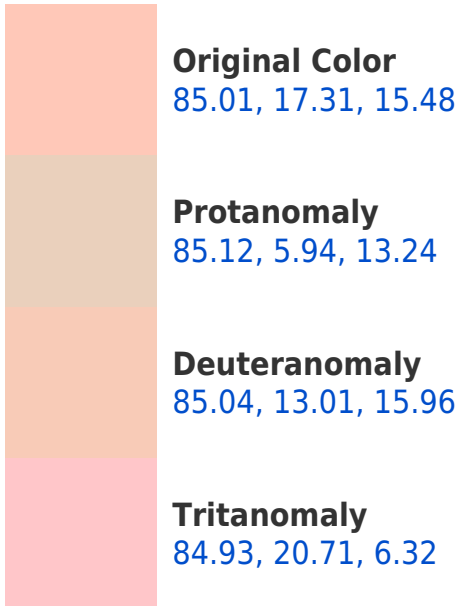 Original Color
85.01, 17.31, 15.48
Protanomaly
85.12, 5.94, 13.24
Deuteranomaly
85.04, 13.01, 15.96
Tritanomaly
84.93, 20.71, 6.32